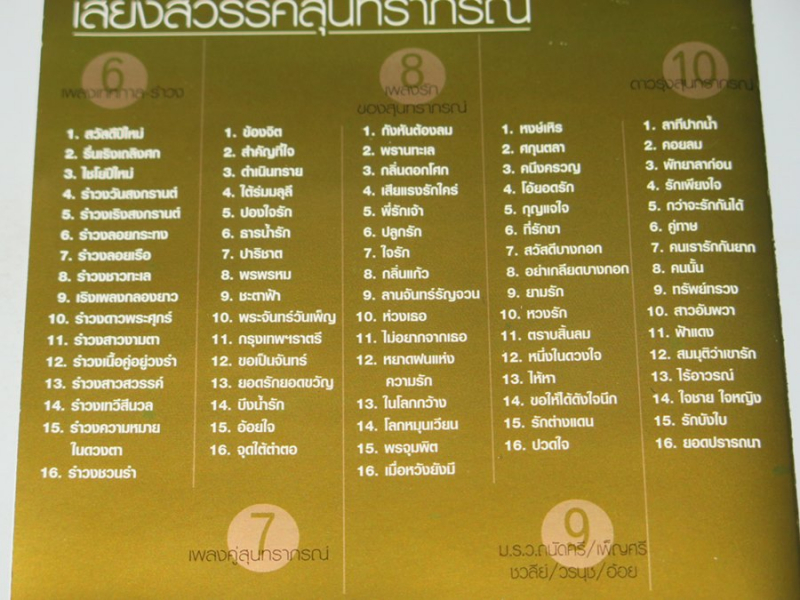 เสียงสวรรค์สุนทราภรณ์
6
เพลงเทศกาล-รำวง
1. สวัสดีปีใหม่
2. รื่นเริงเถลิงศก
3. ไชโยปีใหม่
4. รำวงวันสงกรานต์
5. รำวงเริงสงกรานต์
6. รำวงลอยกระทง
7. รำวงลอยเรือ
8. รำวงชาวทะเล
9. เริงเพลงกลองยาว
10. รำวงดาวพระศุกร์
11. รำวงสาวงามตา
12. รำวงเนื้อคู่อยู่วงรำ
13. รำวงสาวสวรรค์
14. รำวงเทวีสีนวล
15. รำวงความหมาย
ในดวงตา
16. รำวงชวนรำ
1. ข้องจิต
2. สำคัญที่ใจ
3. ดำเนินทราย
4. ใต้ร่มมลุลี
5. ปองใจรัก
6. ธารน้ำรัก
7. ปาริชาต
8. พรพรหม
9. ชะตาฟ้า
10. พระจันทร์วันเพ็ญ
11. กรุงเทพฯราตรี
12. ขอเป็นจันทร์
13. ยอดรักยอดขวัญ
14. บึงน้ำรัก
15. อ้อยใจ
16. จุดไต้ตำตอ
7
เพลงคู่สุนทราภรณ์
8
เพลงรัก
ของสุนทราภรณ์
1. กังหันต้องลม
2. พรานทะเล
3. กลิ่นดอกโศก
4. เสียแรงรักใคร่
5. พี่รักเจ้า
6. ปลูกรัก
7. ใจรัก
8. กลิ่นแก้ว
9. ลานจันทร์รัญจวน
10. ห่วงเธอ
11. ไม่อยากจากเธอ
12. หยาดฝนแห่ง
ความรัก
13. ในโลกกว้าง
14. โลกหมุนเวียน
15. พรจุมพิต
16. เมื่อหวังยังมี
1. หงษ์เหิร
2. ศกุนตลา
3. คนึงครวญ
4. โอ้ยอดรัก
5. กุญแจใจ
6. ที่รักขา
7. สวัสดีบางกอก
8. อย่าเกลียดบางกอก
9. ยามรัก
10. หวงรัก
11. ตราบสิ้นลม
12. หนึ่งในดวงใจ
13. ไห้หา
14. ขอให้ได้ดังใจนึก
15. รักต่างแดน
16. ปวดใจ
9
ม.ร.ว.ถนัดศรี/เพ็ญศรี
ชวลีย์/วรนุช/อ้อย
10
ดาวรุ่งสุนทราภรณ์
1. ลาทีปากน้ำ
2. คอยลม
3. พัทยาลาก่อน
4. รักเพียงใจ
5. กว่าจะรักกันได้
6. คู่ทาษ
7. คนเรารักกันยาก
8. คนนั้น
9. ทรัพย์ทรวง
10. สาวอัมพวา
11. ฟ้าแดง
12. สมมุติว่าเขารัก
13. ไร้อาวรณ์
14. ใจชาย ใจหญิง
15. รักบังใบ
16. ยอดปรารถนา